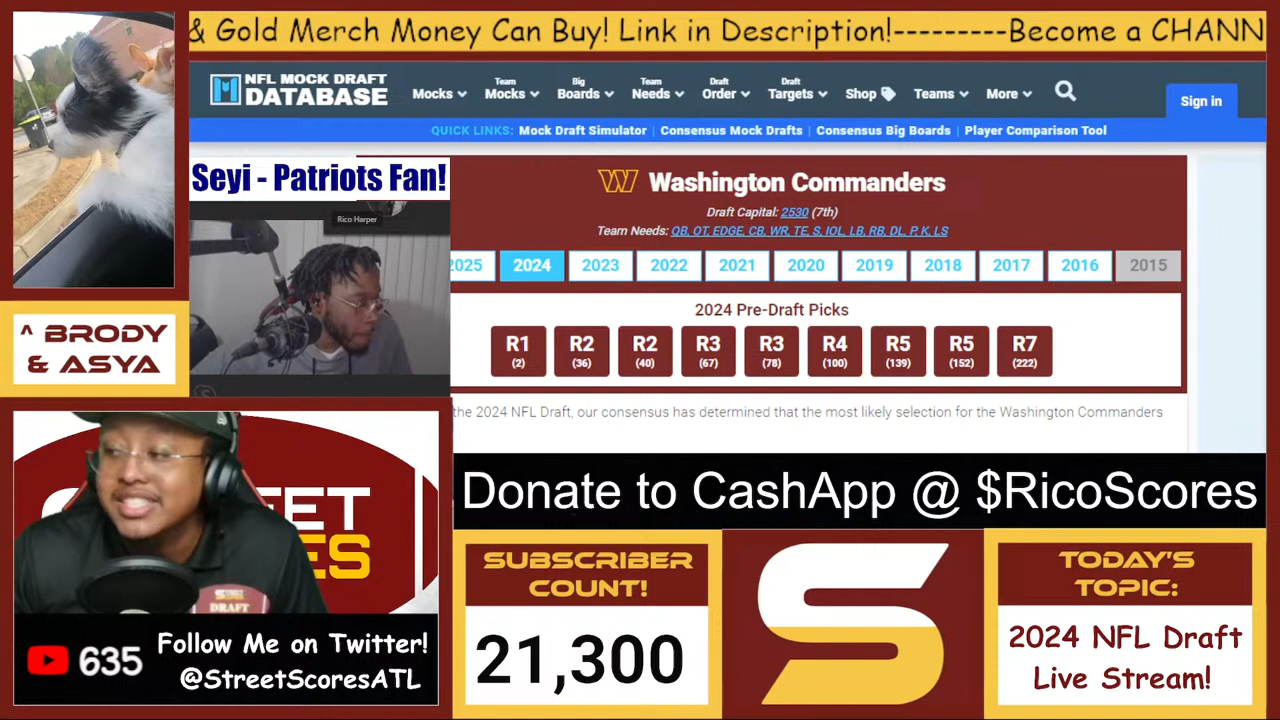 & Gold Merch Money Can Buy! Link in Description!---------Become a CHANN
NFL MOCK DRAFT
DATABASE
Mocks
Team
Mocks
Big
Boards
Team
Needs
Draft
Order
Draft
Targets
Shop
Teams
More
Sign in
QUICK LINKS: Mock Draft Simulator | Consensus Mock Drafts | Consensus Big Boards | Player Comparison Tool
Seyi - Patriots Fan!
Rico Harper
Washington Commanders
Draft Capital: 2530 (7th)
Team Needs: QB, OT, EDGE, CB, WR, TE, S, IOL, LB, RB, DL, P, K, LS
2025 2024 2023 2022 2021 2020 2019 2018 2017 2016 2015
2024 Pre-Draft Picks
R1 R2 R2 R3 R3 R4 R5 R5 R7
(2) (36) (40) (67) (78) (100) (139) (152) (222)
the 2024 NFL Draft, our consensus has determined that the most likely selection for the Washington Commanders
^ BRODY
& ASYA
DRAFT
635
Follow Me on Twitter!
@StreetScoresATL
Donate to CashApp @ $RicoScores
SUBSCRIBER
COUNT!
21,300
S
TODAY'S
TOPIC:
2024 NFL Draft
Live Stream!